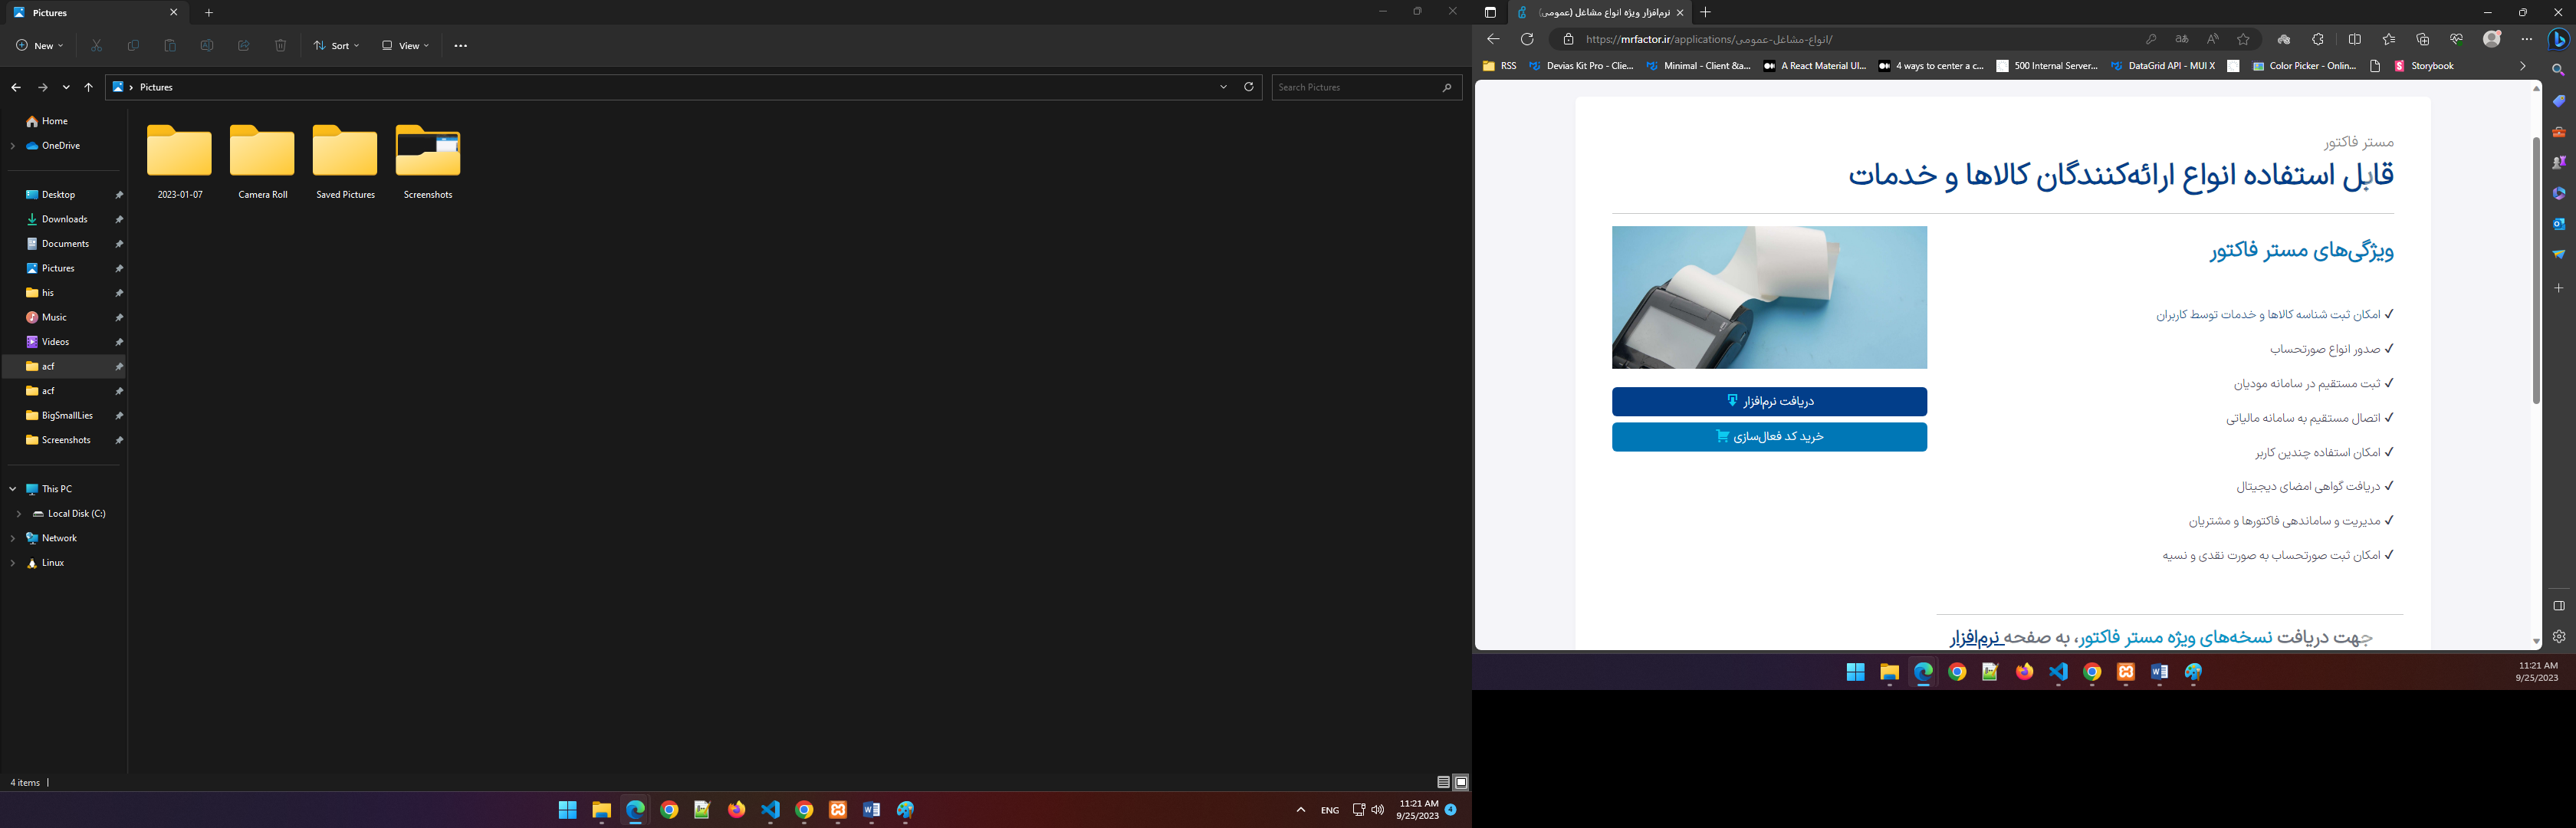 Pictures
New
Sort
View
Pictures
Search Pictures
Home
OneDrive
Desktop
Downloads
Documents
Pictures
his
Music
Videos
acf
acf
BigSmallLies
Screenshots
This PC
Local Disk (C:)
Network
Linux
2023-01-07
Camera Roll
Saved Pictures
Screenshots
4 items
ENG
11:21 AM
9/25/2023
4
نرم‌افزار ویژه انواع مشاغل (عمومی)
https://mrfactor.ir/applications/انواع-مشاغل-عمومی/
RSS
Devias Kit Pro - Clie...
Minimal - Client &a...
A React Material UI...
4 ways to center a c...
500 Internal Server...
DataGrid API - MUI X
Color Picker - Onlin...
Storybook
مستر فاکتور
قابل استفاده انواع ارائه‌کنندگان کالاها و خدمات
ویژگی‌های مستر فاکتور
✓ امکان ثبت شناسه کالاها و خدمات توسط کاربران
✓ صدور انواع صورتحساب
✓ ثبت مستقیم در سامانه مودیان
✓ اتصال مستقیم به سامانه مالیاتی
✓ امکان استفاده چندین کاربر
✓ دریافت گواهی امضای دیجیتال
✓ مدیریت و ساماندهی فاکتورها و مشتریان
✓ امکان ثبت صورتحساب به صورت نقدی و نسیه
دریافت نرم‌افزار
خرید کد فعال‌سازی
جهت دریافت نسخه‌های ویژه مستر فاکتور، به صفحه نرم‌افزار
11:21 AM
9/25/2023